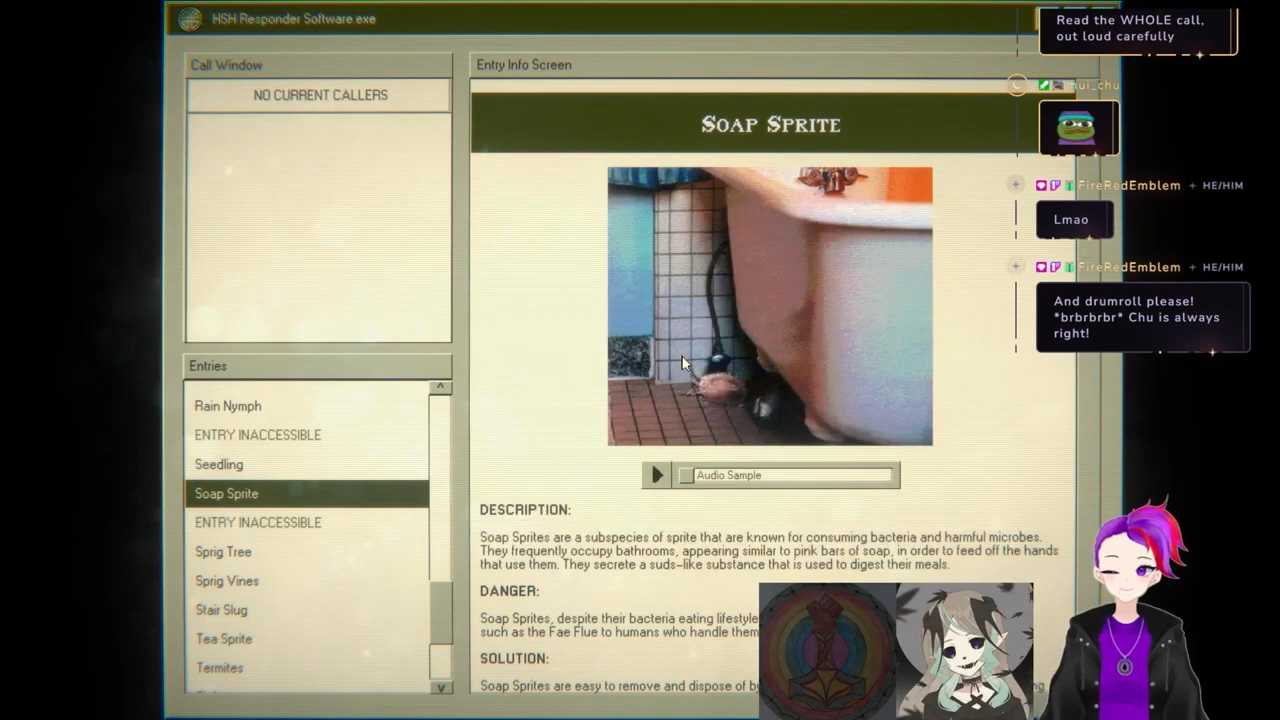 HSH Responder Software.exe
Call Window
NO CURRENT CALLERS
Entries
Rain Nymph
ENTRY INACCESSIBLE
Seedling
Soap Sprite
ENTRY INACCESSIBLE
Sprig Tree
Sprig Vines
Stair Slug
Tea Sprite
Termites
Entry Info Screen
SOAP SPRITE
Audio Sample
DESCRIPTION:
Soap Sprites are a subspecies of sprite that are known for consuming bacteria and harmful microbes.
They frequently occupy bathrooms, appearing similar to pink bars of soap, in order to feed off the hands
that use them. They secrete a suds-like substance that is used to digest their meals.
DANGER:
Soap Sprites, despite their bacteria eating lifestyle
such as the Fae Flue to humans who handle them
SOLUTION:
Soap Sprites are easy to remove and dispose of by
Read the WHOLE call,
out loud carefully
FireRedEmblem + HE/HIM
Lmao
FireRedEmblem + HE/HIM
And drumroll please!
*brbrbrbr* Chu is always
right!